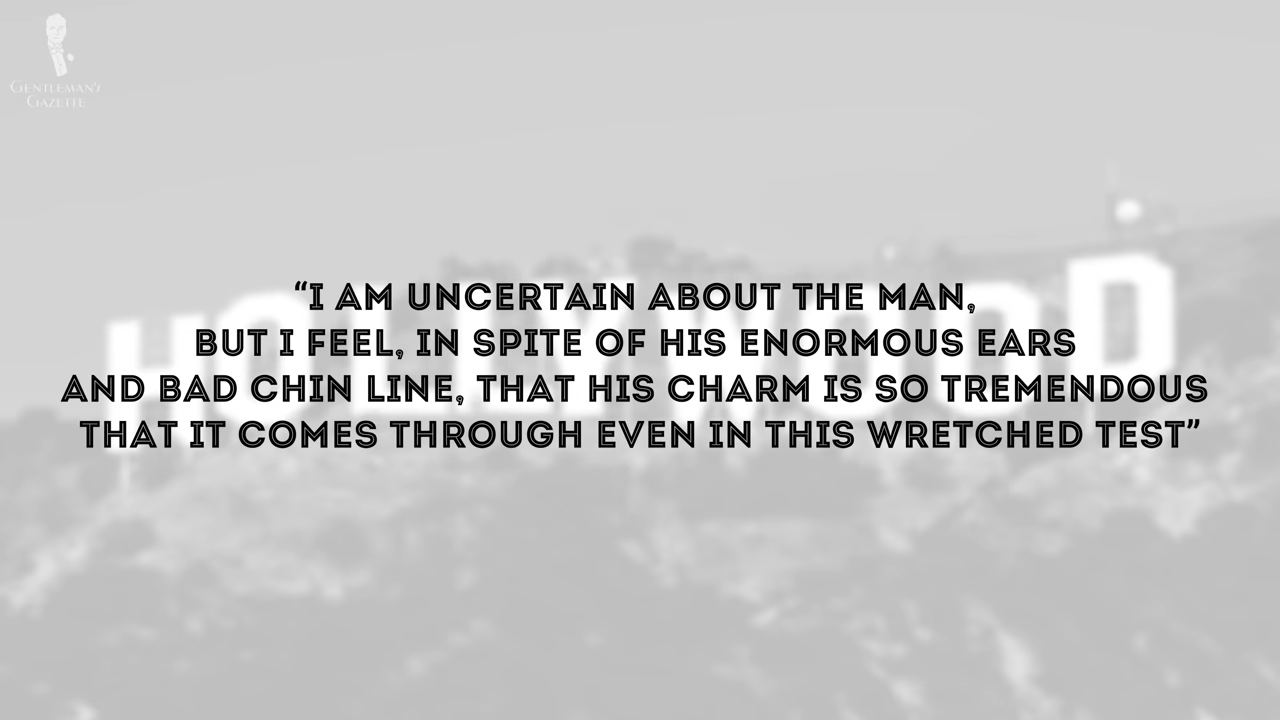 GENTLEMAN'S
GAZETTE
“I AM UNCERTAIN ABOUT THE MAN,
BUT I FEEL, IN SPITE OF HIS ENORMOUS EARS
AND BAD CHIN LINE, THAT HIS CHARM IS SO TREMENDOUS
THAT IT COMES THROUGH EVEN IN THIS WRETCHED TEST”
HOLLYWOOD